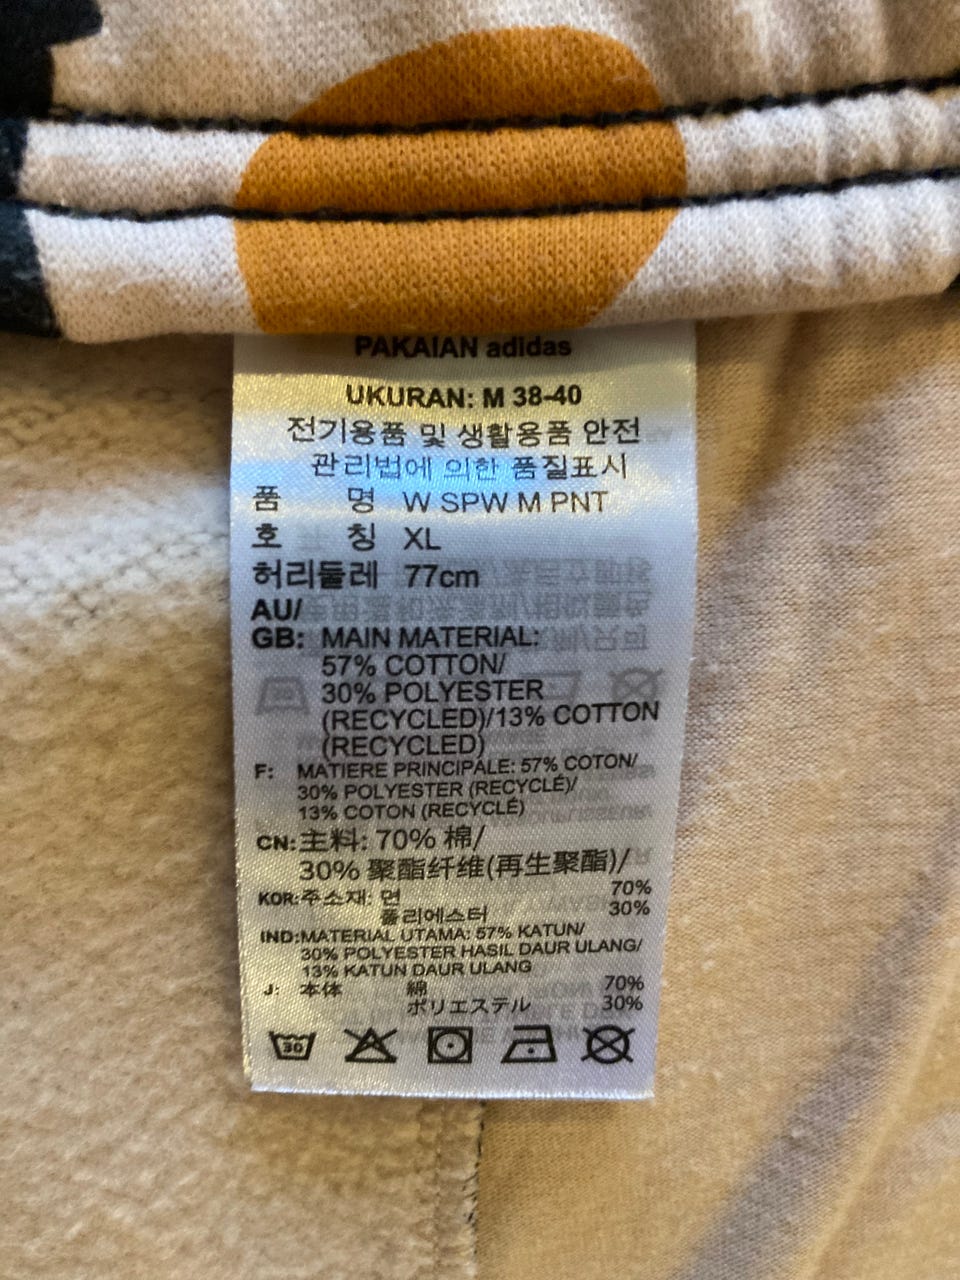 PAKAIAN adidas
UKURAN: M 38-40
전기용품 및 생활용품 안전
관리법에 의한 품질표시
품 명 W SPW M PNT
호 칭 XL
허리둘레 77cm
AU/
GB: MAIN MATERIAL:
57% COTTON/
30% POLYESTER
(RECYCLED)/13% COTTON
(RECYCLED)
F: MATIERE PRINCIPALE: 57% COTON/
30% POLYESTER (RECYCLÉ)/
13% COTON (RECYCLÉ)
CN: 主料: 70% 棉/
30% 聚酯纤维(再生聚酯)/
KOR: 주소재: 면 70%
폴리에스터 30%
IND: MATERIAL UTAMA: 57% KATUN/
30% POLYESTER HASIL DAUR ULANG/
13% KATUN DAUR ULANG
J: 本体 綿 70%
ポリエステル 30%
30